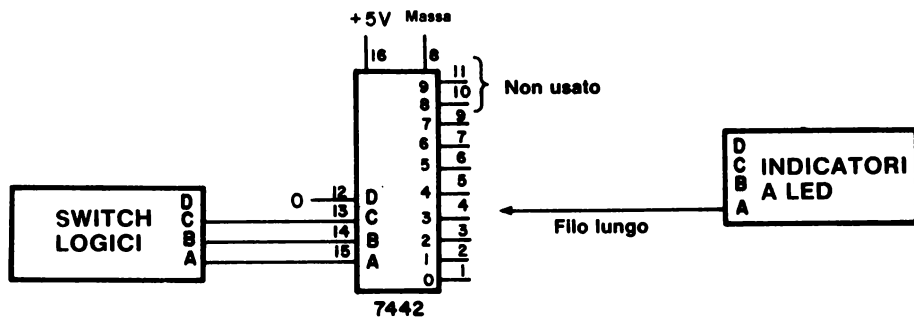 +5V Massa
16 8
9 11
8 10
Non usato
7 9
6 7
5 6
4 5
3 4
2 3
1 2
0 1
0 12 D
13 C
14 B
15 A
7442
SWITCH
LOGICI
D
C
B
A
Filo lungo
D
C
B
A
INDICATORI
A LED